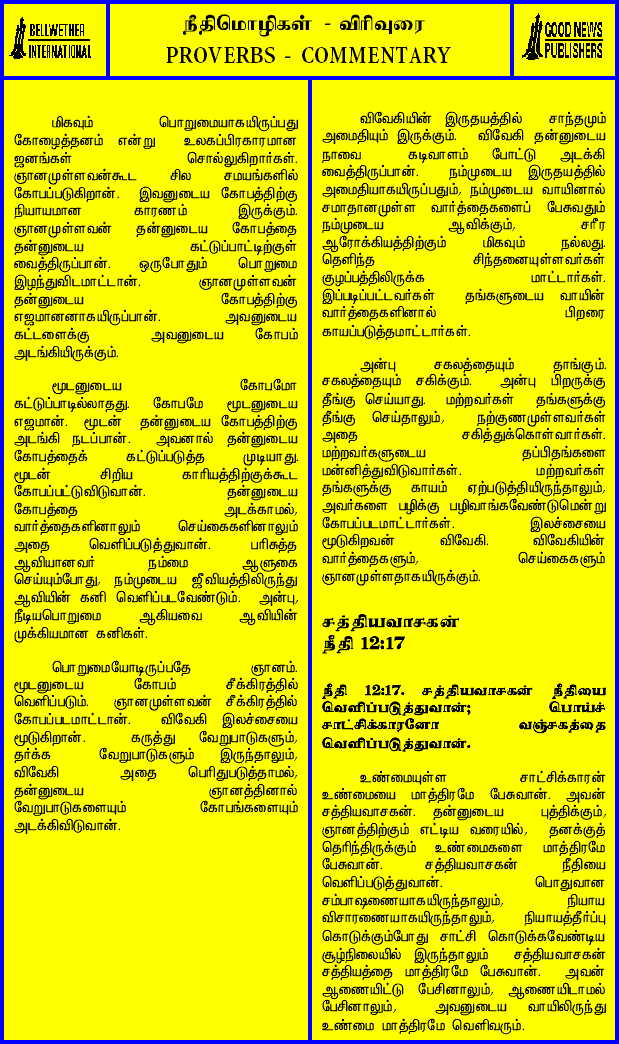 BELLWETHER
INTERNATIONAL
நீதிமொழிகள் - விரிவுரை
PROVERBS - COMMENTARY
GOOD NEWS
PUBLISHERS
மிகவும் பொறுமையாகயிருப்பது
கோழைத்தனம் என்று உலகப்பிரகாரமான
ஜனங்கள் சொல்லுகிறார்கள்.
ஞானமுள்ளவன்கூட சில சமயங்களில்
கோபப்படுகிறான். இவனுடைய கோபத்திற்கு
நியாயமான காரணம் இருக்கும்.
ஞானமுள்ளவன் தன்னுடைய கோபத்தை
தன்னுடைய கட்டுப்பாட்டிற்குள்
வைத்திருப்பான். ஒருபோதும் பொறுமை
இழந்துவிடமாட்டான். ஞானமுள்ளவன்
தன்னுடைய கோபத்திற்கு
எஜமானனாகயிருப்பான். அவனுடைய
கட்டளைக்கு அவனுடைய கோபம்
அடங்கியிருக்கும்.
மூடனுடைய கோபமோ
கட்டுப்பாடில்லாதது. கோபமே மூடனுடைய
எஜமான். மூடன் தன்னுடைய கோபத்திற்கு
அடங்கி நடப்பான். அவனால் தன்னுடைய
கோபத்தைக் கட்டுப்படுத்த முடியாது.
மூடன் சிறிய காரியத்திற்குக்கூட
கோபப்பட்டுவிடுவான். தன்னுடைய
கோபத்தை அடக்காமல்,
வார்த்தைகளினாலும் செய்கைகளினாலும்
அதை வெளிப்படுத்துவான். பரிசுத்த
ஆவியானவர் நம்மை ஆளுகை
செய்யும்போது, நம்முடைய ஜீவியத்திலிருந்து
ஆவியின் கனி வெளிப்படவேண்டும். அன்பு,
நீடியபொறுமை ஆகியவை ஆவியின்
முக்கியமான கனிகள்.
பொறுமையோடிருப்பதே ஞானம்.
மூடனுடைய கோபம் சீக்கிரத்தில்
வெளிப்படும். ஞானமுள்ளவன் சீக்கிரத்தில்
கோபப்படமாட்டான். விவேகி இலச்சையை
மூடுகிறான். கருத்து வேறுபாடுகளும்,
தர்க்க வேறுபாடுகளும் இருந்தாலும்,
விவேகி அதை பெரிதுபடுத்தாமல்,
தன்னுடைய ஞானத்தினால்
வேறுபாடுகளையும் கோபங்களையும்
அடக்கிவிடுவான்.
விவேகியின் இருதயத்தில் சாந்தமும்
அமைதியும் இருக்கும். விவேகி தன்னுடைய
நாவை கடிவாளம் போட்டு அடக்கி
வைத்திருப்பான். நம்முடைய இருதயத்தில்
அமைதியாகயிருப்பதும், நம்முடைய வாயினால்
சமாதானமுள்ள வார்த்தைகளைப் பேசுவதும்
நம்முடைய ஆவிக்கும், சரீர
ஆரோக்கியத்திற்கும் மிகவும் நல்லது.
தெளிந்த சிந்தனையுள்ளவர்கள்
குழப்பத்திலிருக்க மாட்டார்கள்.
இப்படிப்பட்டவர்கள் தங்களுடைய வாயின்
வார்த்தைகளினால் பிறரை
காயப்படுத்தமாட்டார்கள்.
அன்பு சகலத்தையும் தாங்கும்.
சகலத்தையும் சகிக்கும். அன்பு பிறருக்கு
தீங்கு செய்யாது. மற்றவர்கள் தங்களுக்கு
தீங்கு செய்தாலும், நற்குணமுள்ளவர்கள்
அதை சகித்துக்கொள்வார்கள்.
மற்றவர்களுடைய தப்பிதங்களை
மன்னித்துவிடுவார்கள். மற்றவர்கள்
தங்களுக்கு காயம் ஏற்படுத்தியிருந்தாலும்,
அவர்களை பழிக்கு பழிவாங்கவேண்டுமென்று
கோபப்படமாட்டார்கள். இலச்சையை
மூடுகிறவன் விவேகி. விவேகியின்
வார்த்தைகளும், செய்கைகளும்
ஞானமுள்ளதாகயிருக்கும்.
சத்தியவாசகன்
நீதி 12:17
நீதி 12:17. சத்தியவாசகன் நீதியை
வெளிப்படுத்துவான்; பொய்ச்
சாட்சிக்காரனோ வஞ்சகத்தை
வெளிப்படுத்துவான்.
உண்மையுள்ள சாட்சிக்காரன்
உண்மையை மாத்திரமே பேசுவான். அவன்
சத்தியவாசகன். தன்னுடைய புத்திக்கும்,
ஞானத்திற்கும் எட்டிய வரையில், தனக்குத்
தெரிந்திருக்கும் உண்மைகளை மாத்திரமே
பேசுவான். சத்தியவாசகன் நீதியை
வெளிப்படுத்துவான். பொதுவான
சம்பாஷணையாகயிருந்தாலும், நியாய
விசாரணையாகயிருந்தாலும், நியாயத்தீர்ப்பு
கொடுக்கும்போது சாட்சி கொடுக்கவேண்டிய
சூழ்நிலையில் இருந்தாலும் சத்தியவாசகன்
சத்தியத்தை மாத்திரமே பேசுவான். அவன்
ஆணையிட்டு பேசினாலும், ஆணையிடாமல்
பேசினாலும், அவனுடைய வாயிலிருந்து
உண்மை மாத்திரமே வெளிவரும்.